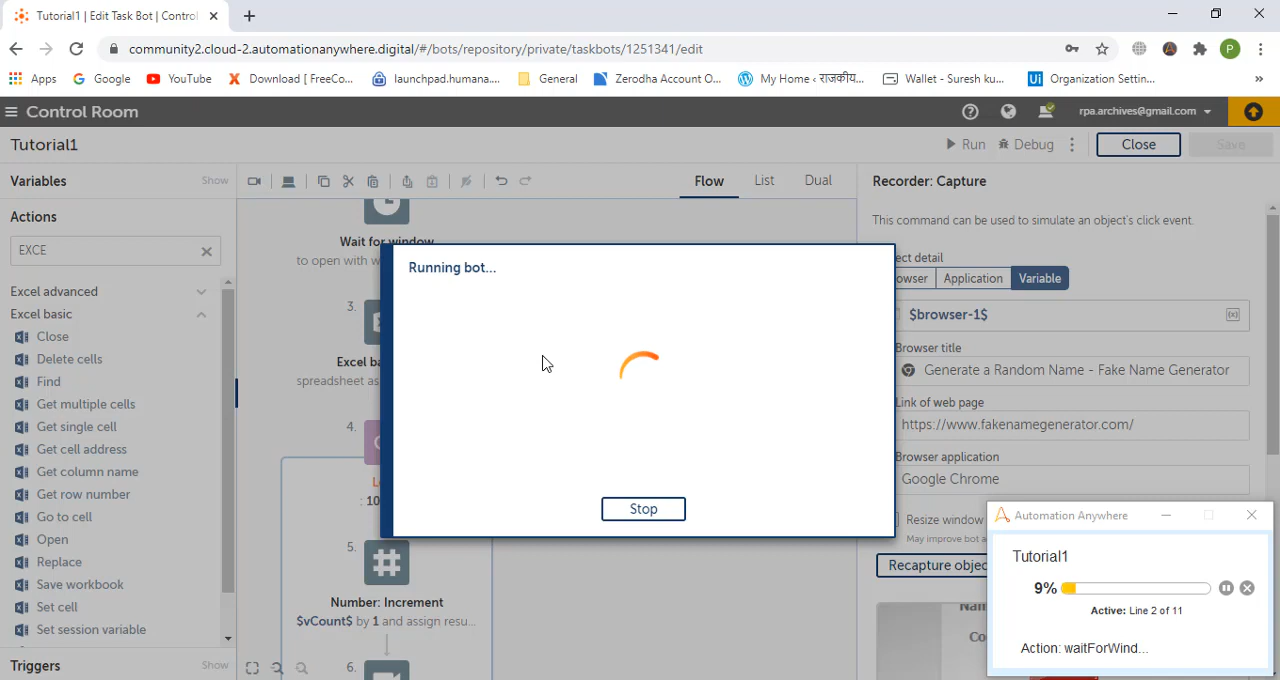 Tutorial1 | Edit Task Bot | Control
community2.cloud-2.automationanywhere.digital/#/bots/repository/private/taskbots/1251341/edit
P
Apps Google YouTube Download [ FreeCo... launchpad.humana.... General Zerodha Account O... My Home ‹ राजकीय... Wallet - Suresh ku... Ui Organization Settin... »
Control Room
rpa.archives@gmail.com
Tutorial1
Run Debug Close Save
Variables Show
Flow List Dual
Recorder: Capture
Actions
This command can be used to simulate an object's click event.
EXCE
Wait for window
to open with w
ect detail
owser Application Variable
Running bot...
Excel advanced
Excel basic
3.
$browser-1$
(x)
Close
Browser title
Delete cells
Excel ba
Generate a Random Name - Fake Name Generator
Find
spreadsheet as
Get multiple cells
Link of web page
Get single cell
4.
https://www.fakenamegenerator.com/
Get cell address
Browser application
Get column name
Google Chrome
Get row number
: 10
Stop
Go to cell
Resize window
Automation Anywhere
Open
May improve bot a
5.
Replace
Recapture objec
Tutorial1
Save workbook
9%
Number: Increment
Set cell
$vCount$ by 1 and assign resu...
Active: Line 2 of 11
Set session variable
Action: waitForWind...
Triggers Show
6.